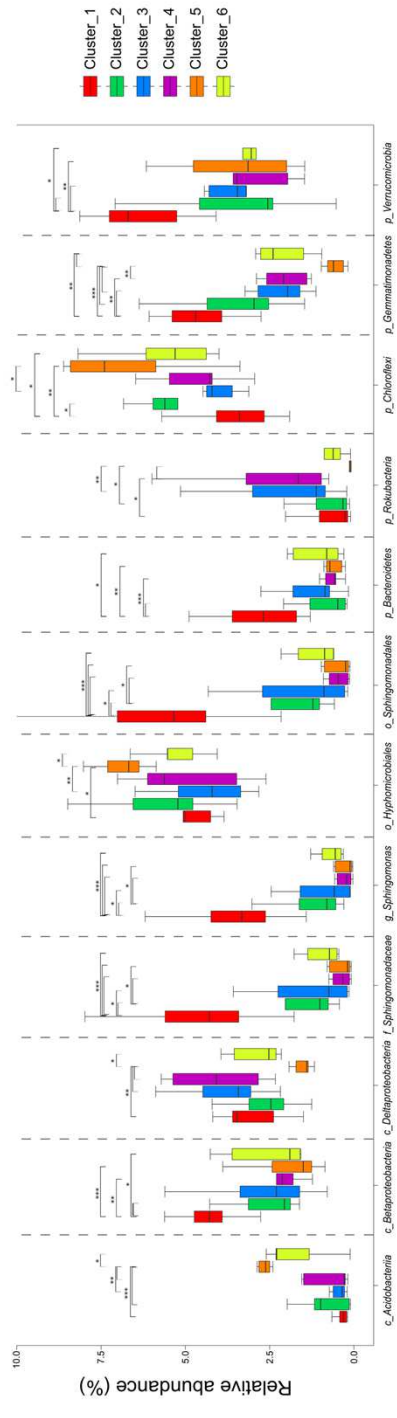 Relative abundance (%)
10.0
7.5
5.0
2.5
0.0
** *** *
*** ** *
** * *
*** * *
*** * *
* ** *
*** * *
* ** ***
** * *
* * ** *
** *** ** **
* **
c_Acidobacteria
c_Betaproteobacteria
c_Deltaproteobacteria
f_Sphingomonadaceae
g_Sphingomonas
o_Hyphomicrobiales
o_Sphingomonadales
p_Bacteroidetes
p_Rokubacteria
p_Chloroflexi
p_Gemmatimonadetes
p_Verrucomicrobia
Cluster_1
Cluster_2
Cluster_3
Cluster_4
Cluster_5
Cluster_6